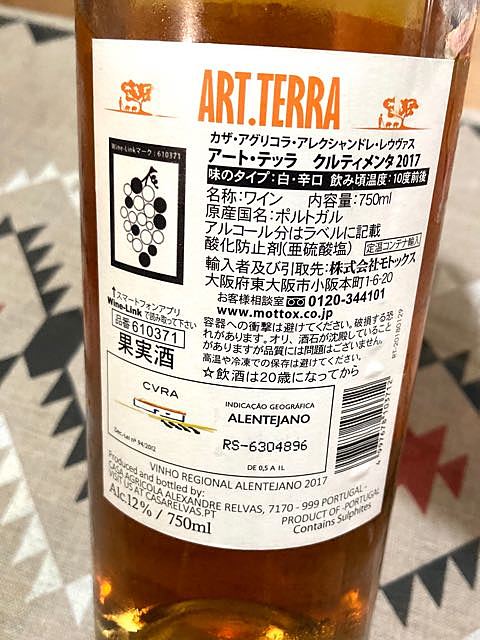 ART.TERRA
カザ・アグリコラ・アレクシャンドレ・レウヴァス
アート・テッラ クルティメンタ 2017
味のタイプ:白・辛口 飲み頃温度:10度前後
Wine-Linkマーク:610371
名称:ワイン 内容量:750ml
原産国名:ポルトガル
アルコール分はラベルに記載
酸化防止剤(亜硫酸塩) 定温コンテナ輸入
輸入者及び引取先:株式会社モトックス
大阪府東大阪市小阪本町1-6-20
お客様相談室 0120-344101
www.mottox.co.jp
↑スマートフォンアプリ
Wine-Linkで読み取って下さい
品番 610371
果実酒
容器への衝撃は避けてください。破損する恐
れがあります。オリ、酒石が沈殿していること
がありますが品質には問題はございません。
高温や冷凍での保存は避けてください。
☆飲酒は20歳になってから
CVRA
INDICAÇÃO GEOGRÁFICA
ALENTEJANO
RS-6304896
DE 0,5 A 1L
VINHO REGIONAL ALENTEJANO 2017
Produced and bottled by:
CASA AGRICOLA ALEXANDRE RELVAS, 7170 - 999 PORTUGAL -
VISIT US AT CASARELVAS.PT
PRODUCT OF -PORTUGAL
Contains Sulphites
Alc.12% / 750ml